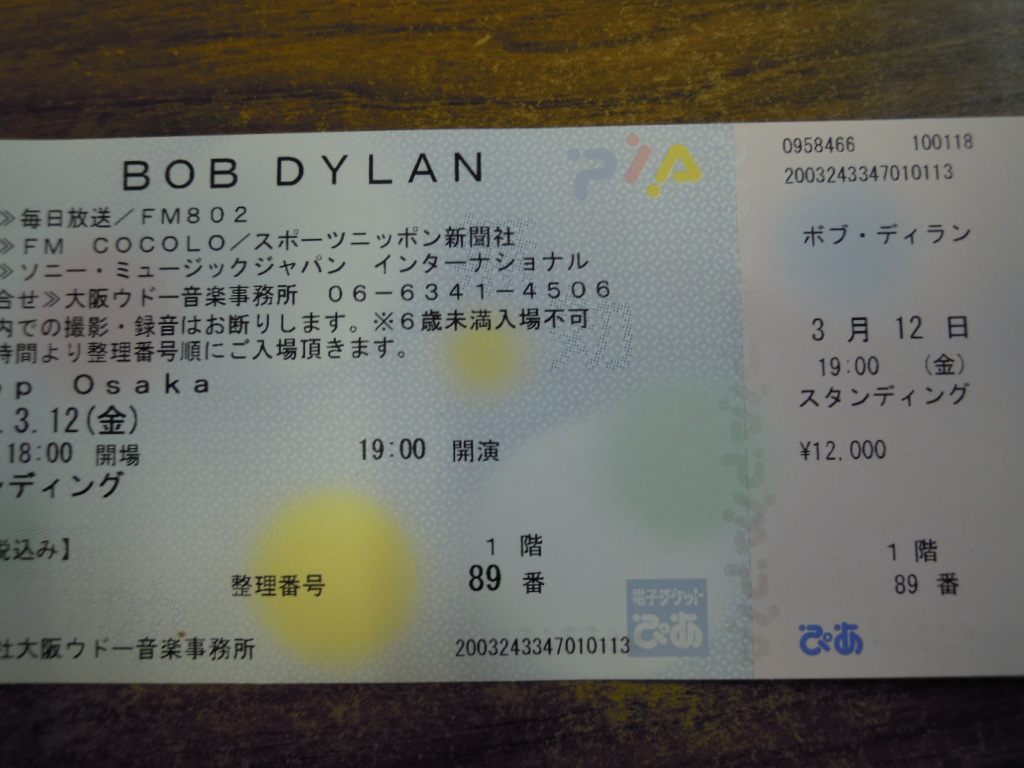 BOB DYLAN
PIA
≫毎日放送／FM802
≫FM COCOLO／スポーツニッポン新聞社
≫ソニー・ミュージックジャパン インターナショナル
合せ≫大阪ウドー音楽事務所 06－6341－4506
内での撮影・録音はお断りします。※6歳未満入場不可
時間より整理番号順にご入場頂きます。
pp Osaka
.3.12(金)
18:00 開場 19:00 開演
ンディング
税込み】
1 階
整理番号 89 番
社大阪ウドー音楽事務所 2003243347010113
電子チケット
ぴあ
0958466 100118
2003243347010113
ボブ・ディラン
3 月 12 日
19:00 (金)
スタンディング
¥12,000
1 階
89 番
ぴあ